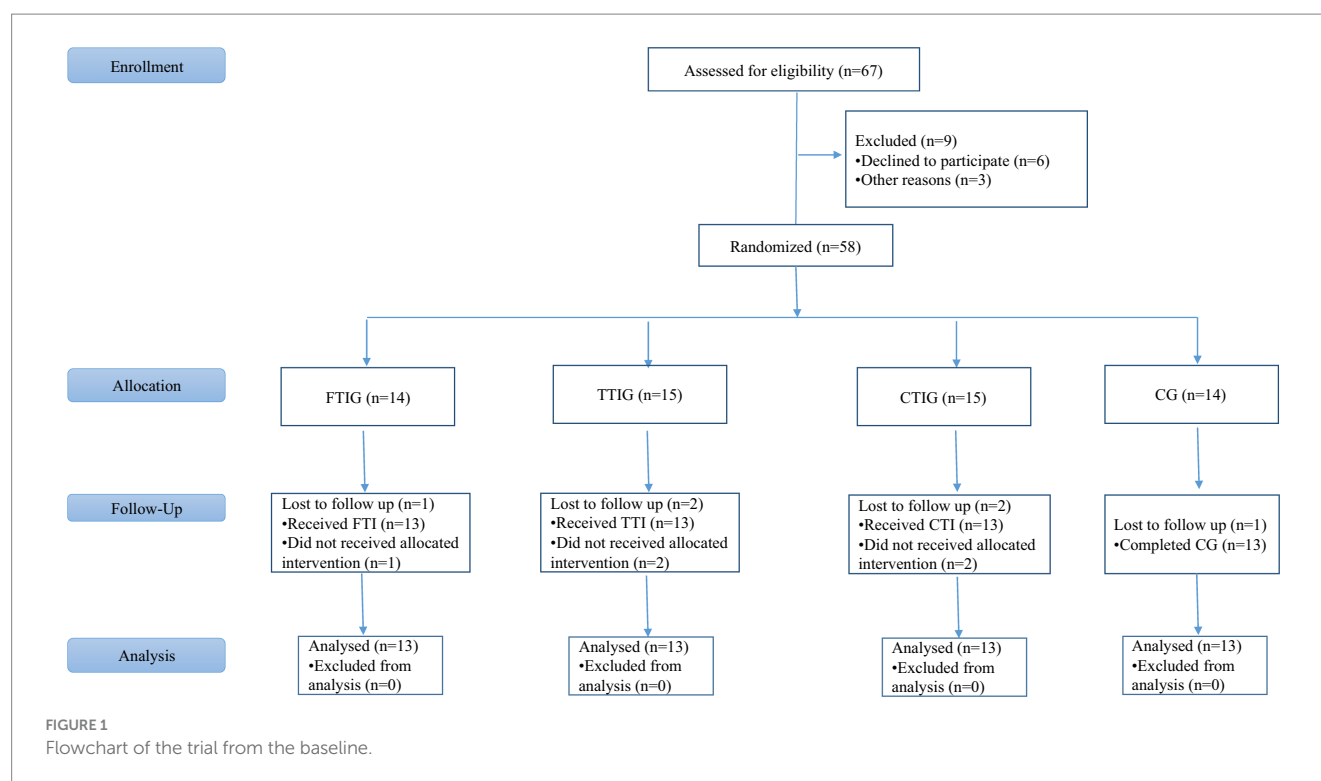 Enrollment
Assessed for eligibility (n=67)
Excluded (n=9)
•Declined to participate (n=6)
•Other reasons (n=3)
Randomized (n=58)
Allocation
FTIG (n=14)
TTIG (n=15)
CTIG (n=15)
CG (n=14)
Follow-Up
Lost to follow up (n=1)
•Received FTI (n=13)
•Did not received allocated
intervention (n=1)
Lost to follow up (n=2)
•Received TTI (n=13)
•Did not received allocated
intervention (n=2)
Lost to follow up (n=2)
•Received CTI (n=13)
•Did not received allocated
intervention (n=2)
Lost to follow up (n=1)
•Completed CG (n=13)
Analysis
Analysed (n=13)
•Excluded from
analysis (n=0)
Analysed (n=13)
•Excluded from
analysis (n=0)
Analysed (n=13)
•Excluded from
analysis (n=0)
Analysed (n=13)
•Excluded from
analysis (n=0)
FIGURE 1
Flowchart of the trial from the baseline.